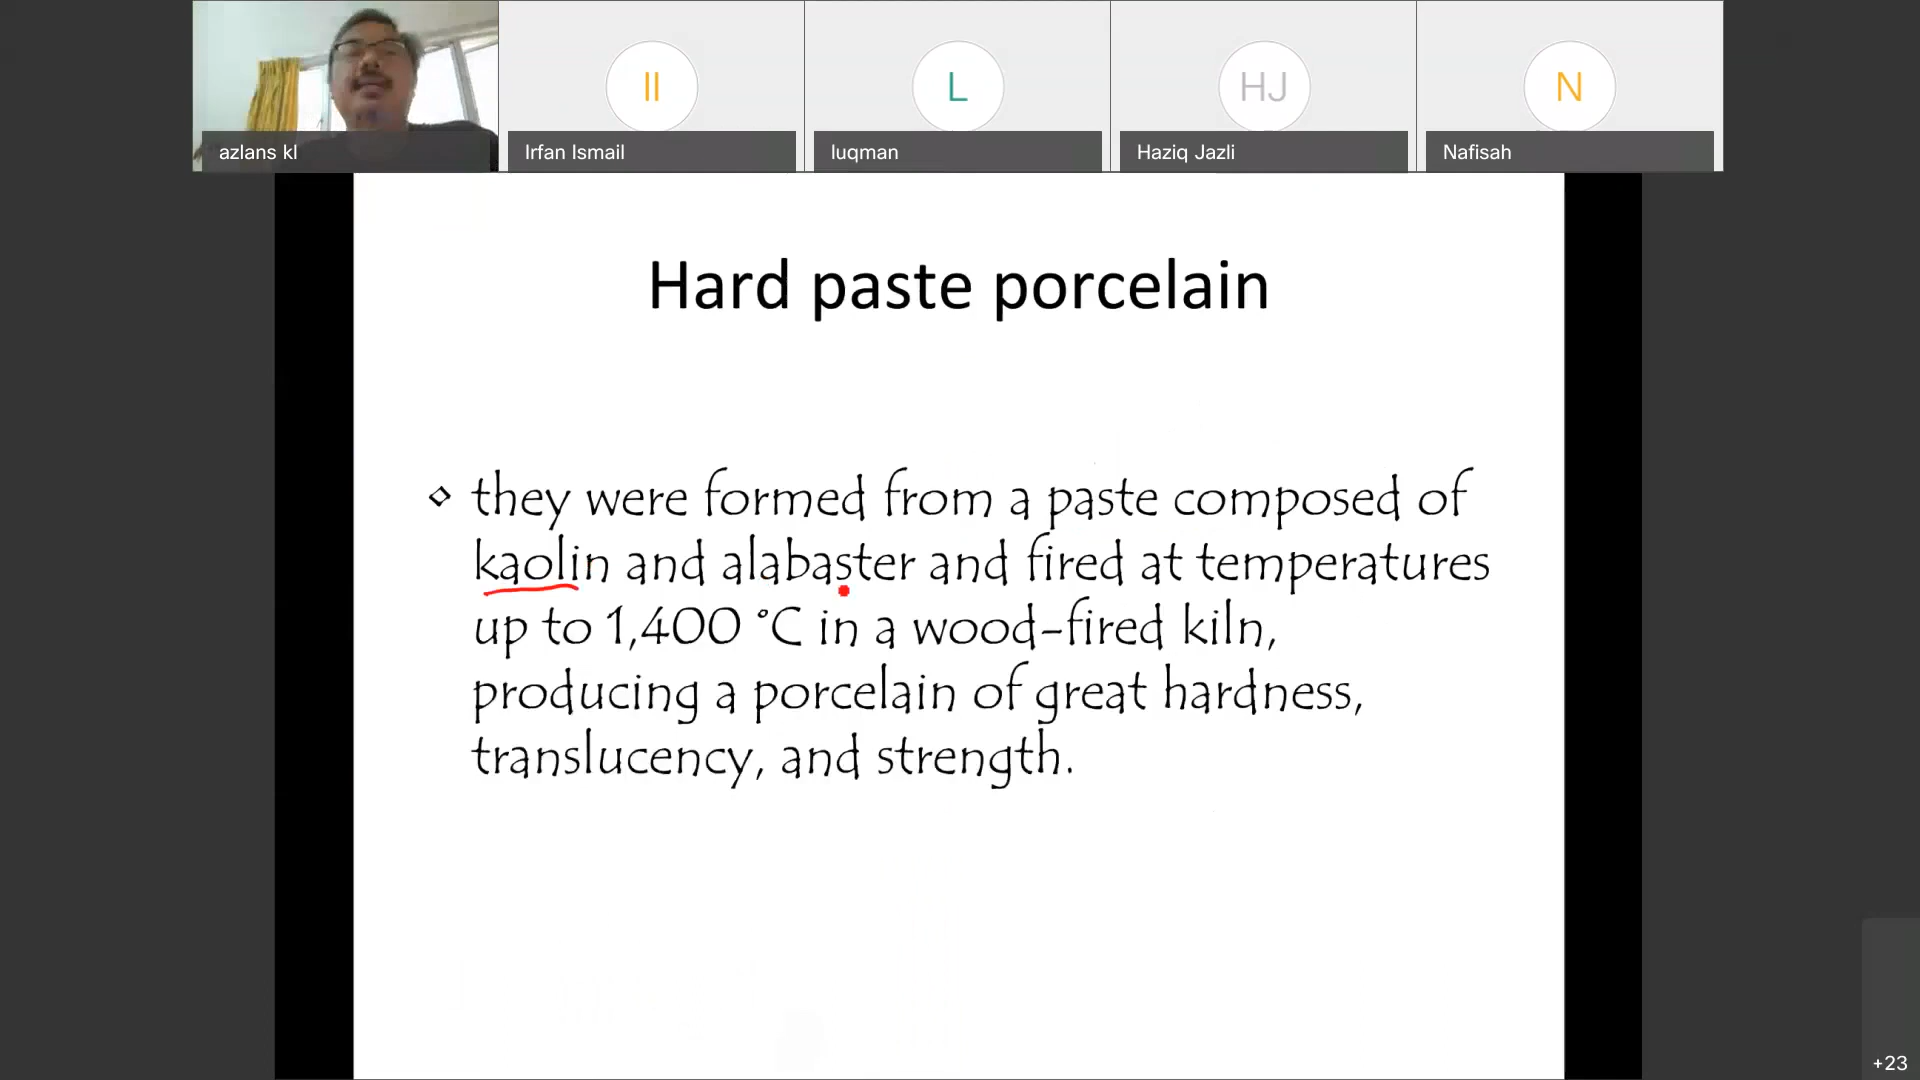 II
L
HJ
N
azlans kl
Irfan Ismail
luqman
Haziq Jazli
Nafisah
Hard paste porcelain
they were formed from a paste composed of
kaolin and alabaster and fired at temperatures
up to 1,400 °C in a wood-fired kiln,
producing a porcelain of great hardness,
translucency, and strength.
+23